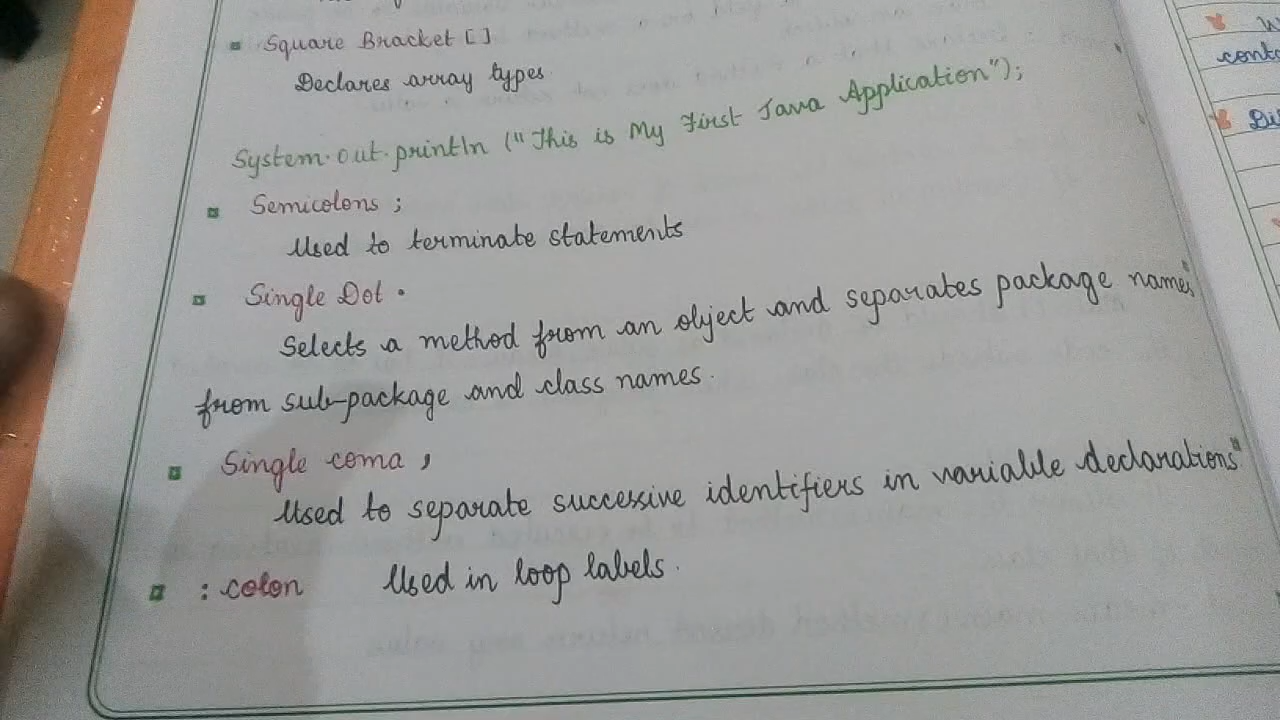 Square Bracket []
Declares array types
System.out.println ("This is My First Java Application");
Semicolons ;
Used to terminate statements
Single Dot .
Selects a method from an object and separates package names
from sub-package and class names.
Single coma ,
Used to separate successive identifiers in variable declarations"
: colon Used in loop labels.
conto